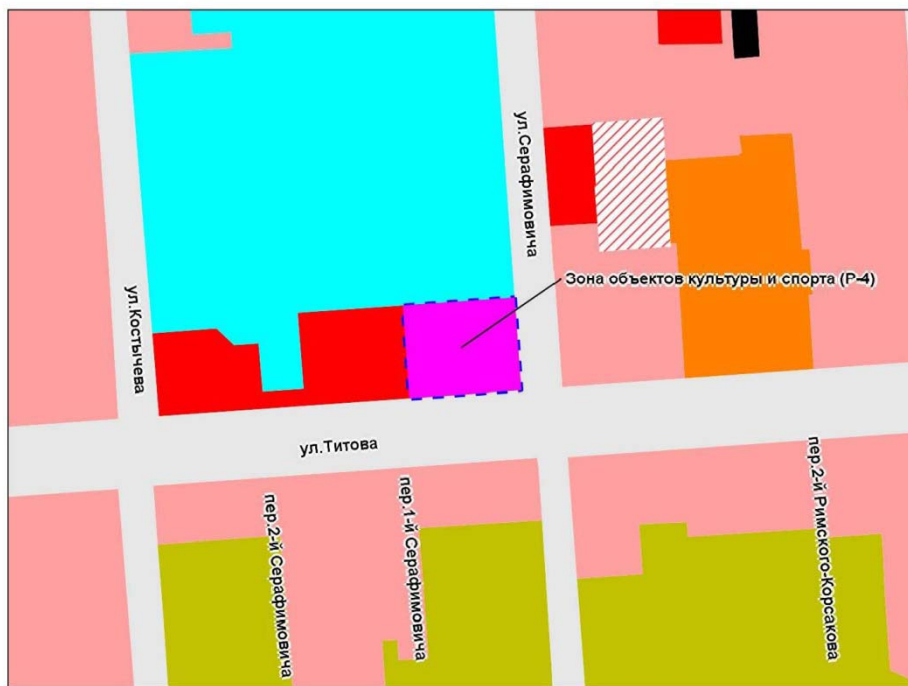 ул.Серафимовича
Зона объектов культуры и спорта (Р-4)
ул.Костычева
ул.Титова
пер.2-й Серафимовича
пер.1-й Серафимовича
пер.2-й Римского-Корсакова